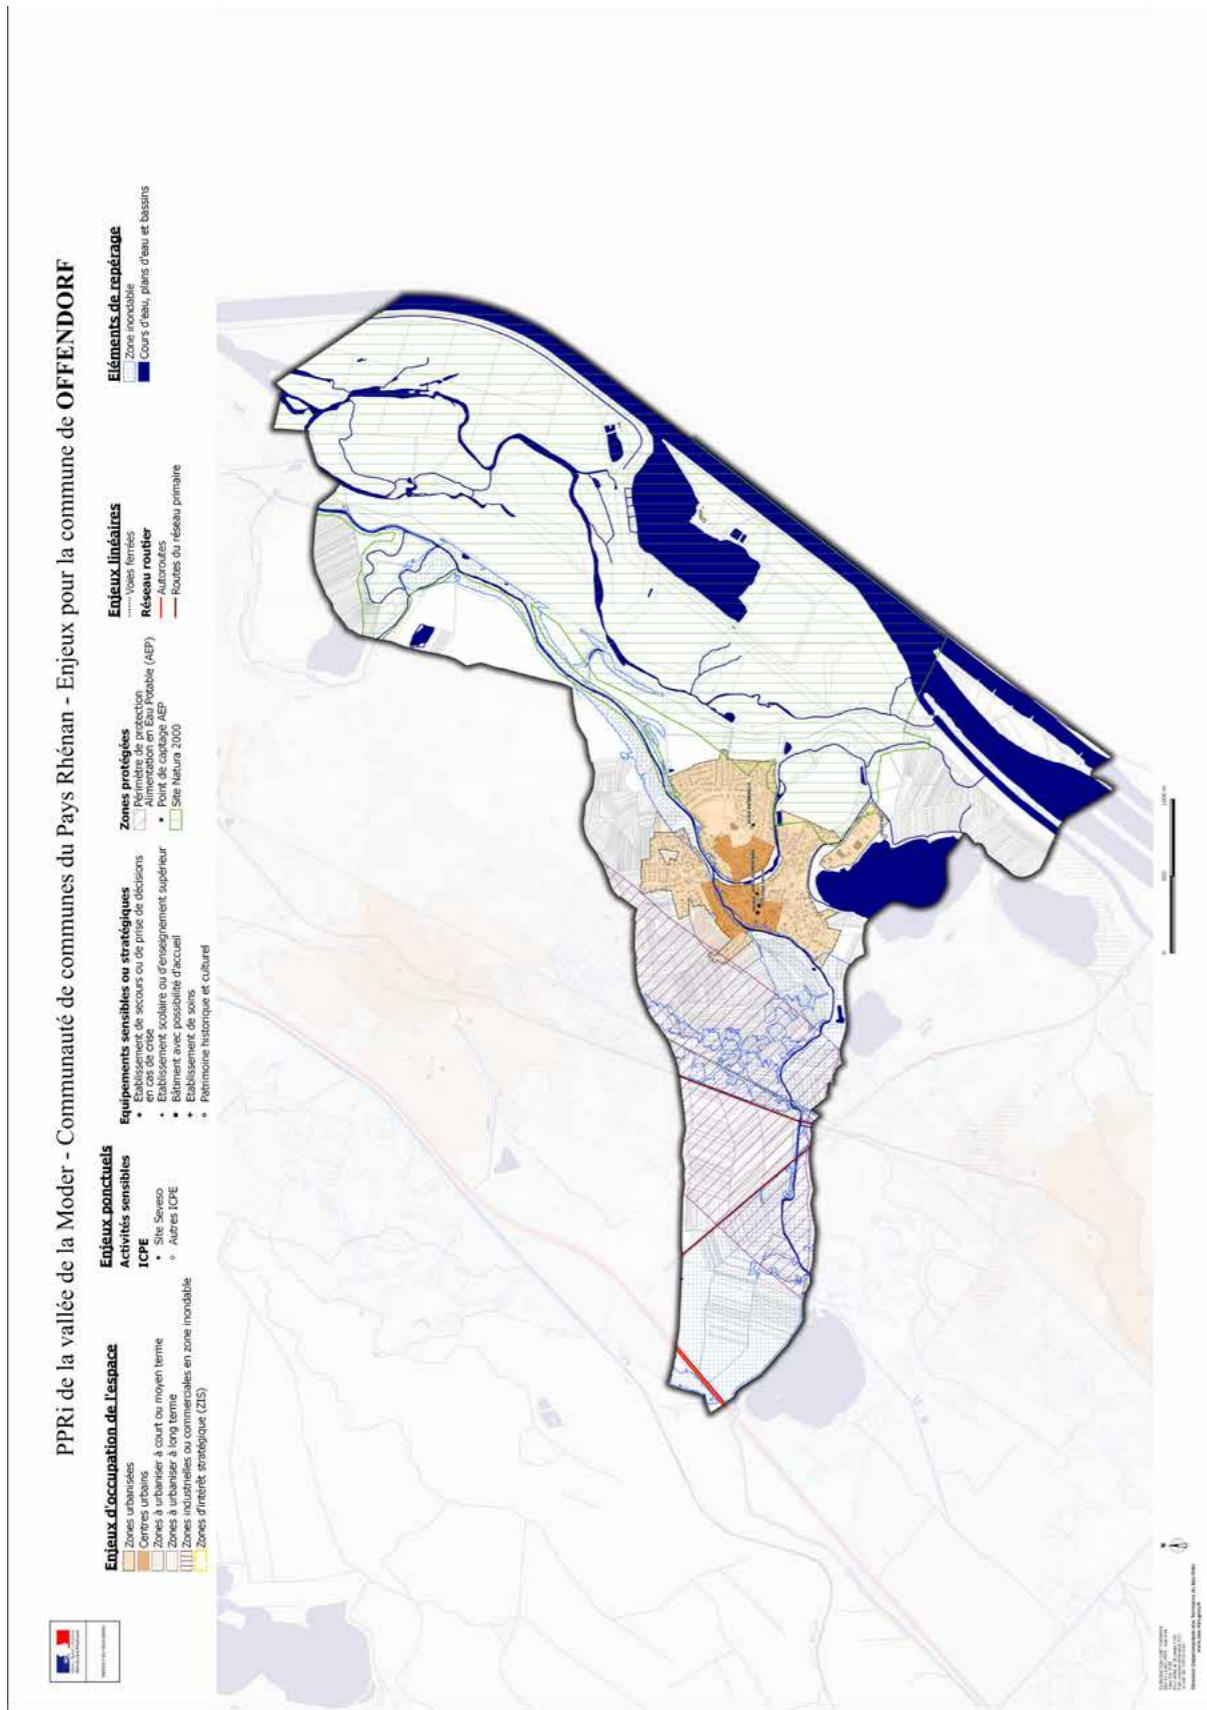 PPRi de la vallée de la Moder - Communauté de communes du Pays Rhénan - Enjeux pour la commune de OFFENDORF
Enjeux d'occupation de l'espace
Zones urbanisées
Centres urbains
Zones à urbaniser à court ou moyen terme
Zones à urbaniser à long terme
Zones industrielles ou commerciales en zone inondable
Zones d'intérêt stratégique (ZIS)
Enjeux ponctuels
Activités sensibles
ICPE
Site Seveso
Autres ICPE
Equipements sensibles ou stratégiques
Etablissement de secours ou de prise de décisions
en cas de crise
Etablissement scolaire ou d'enseignement supérieur
Bâtiment avec possibilité d'accueil
Etablissement de soins
Patrimoine historique et culturel
Zones protégées
Périmètre de protection
Alimentation en Eau Potable (AEP)
Point de captage AEP
Site Natura 2000
Enjeux linéaires
Voies ferrées
Réseau routier
Autoroutes
Routes du réseau primaire
Eléments de repérage
Zone inondable
Cours d'eau, plans d'eau et bassins
N
0 500 1000 m